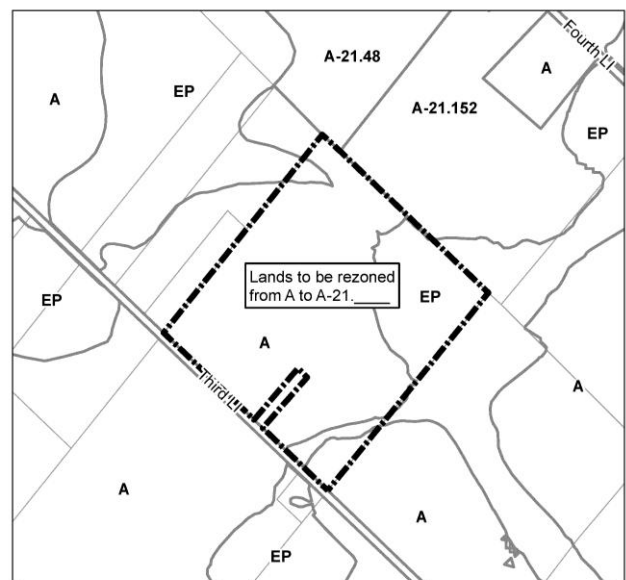 Fourth LI
A-21.48
A
EP
A
A-21.152
EP
Lands to be rezoned
from A to A-21.____
EP
EP
A
A
Third LI
A
A
EP